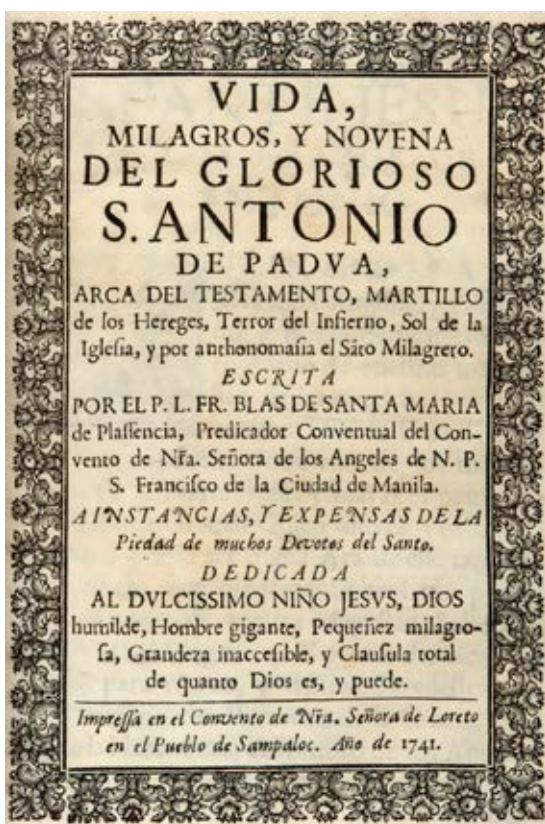 VIDA,
MILAGROS, Y NOVENA
DEL GLORIOSO
S. ANTONIO
DE PADVA,
ARCA DEL TESTAMENTO, MARTILLO
de los Hereges, Terror del Infierno, Sol de la
Iglesia, y por anthonomasia el Sãto Milagrero.
ESCRITA
POR EL P. L. FR. BLAS DE SANTA MARIA
de Plassencia, Predicador Conventual del Con-
vento de Nr̃a. Señora de los Angeles de N. P.
S. Francisco de la Ciudad de Manila.
A INSTANCIAS, Y EXPENSAS DE LA
Piedad de muchos Devotos del Santo.
DEDICADA
AL DVLCISSIMO NIÑO JESVS, DIOS
humilde, Hombre gigante, Pequeñez milagro-
sa, Grandeza inaccesible, y Clausula total
de quanto Dios es, y puede.
Impressa en el Convento de Nr̃a. Señora de Loreto
en el Pueblo de Sampaloc. Año de 1741.